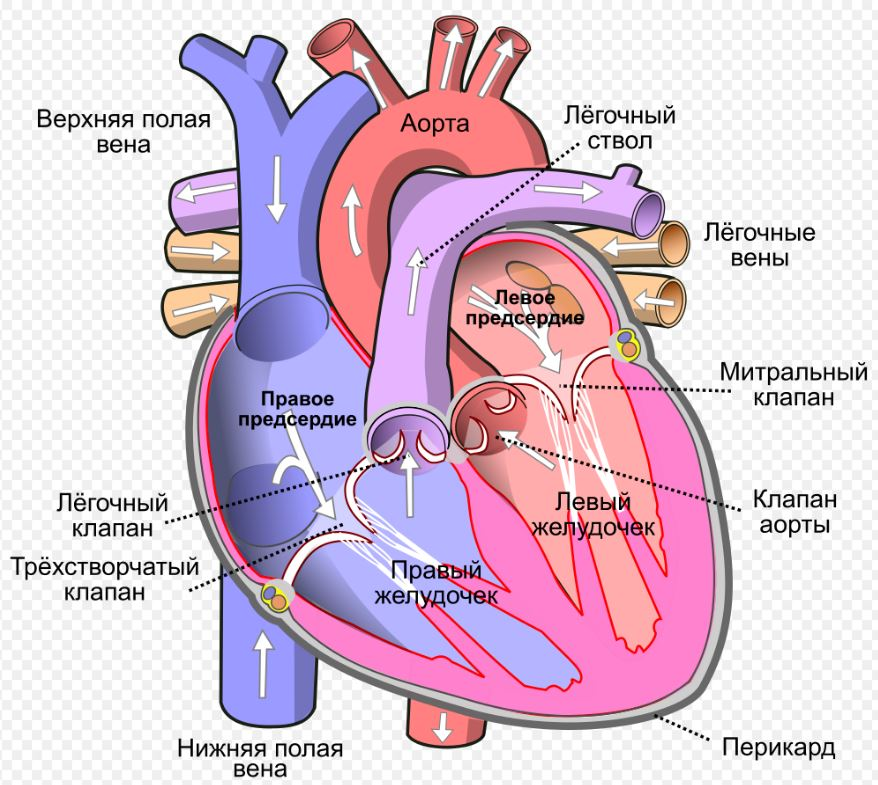 Аорта
Лёгочный
ствол
Верхняя полая
вена
Лёгочные
вены
Левое
предсердие
Митральный
клапан
Правое
предсердие
Лёгочный
клапан
Левый
желудочек
Клапан
аорты
Трёхстворчатый
клапан
Правый
желудочек
Нижняя полая
вена
Перикард